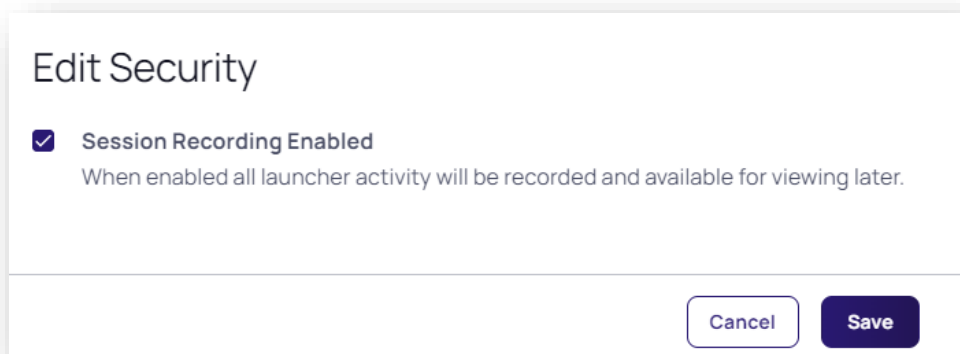 Edit Security
Session Recording Enabled
When enabled all launcher activity will be recorded and available for viewing later.
Cancel
Save